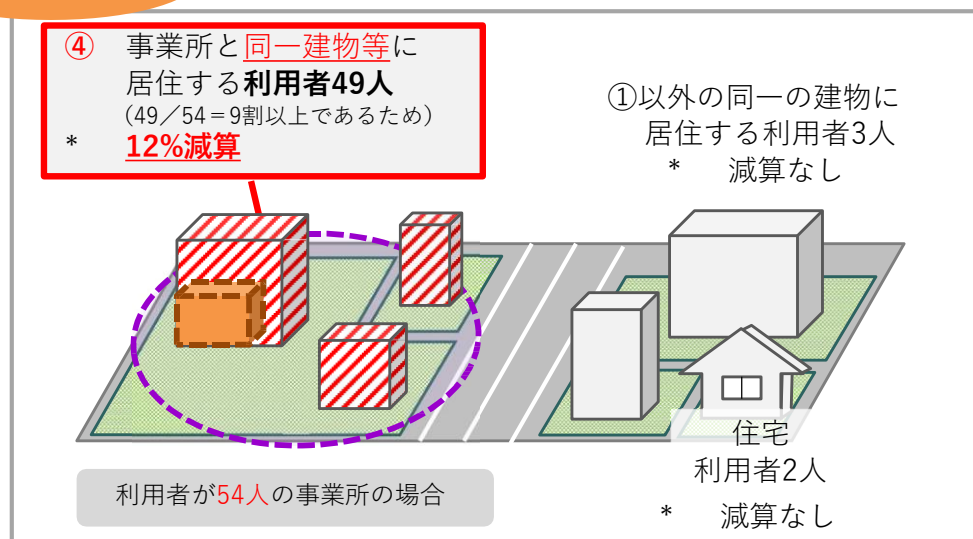 ④ 事業所と同一建物等に
居住する利用者49人
（49／54＝9割以上であるため）
* 12%減算
①以外の同一の建物に
居住する利用者3人
* 減算なし
住宅
利用者2人
* 減算なし
利用者が54人の事業所の場合